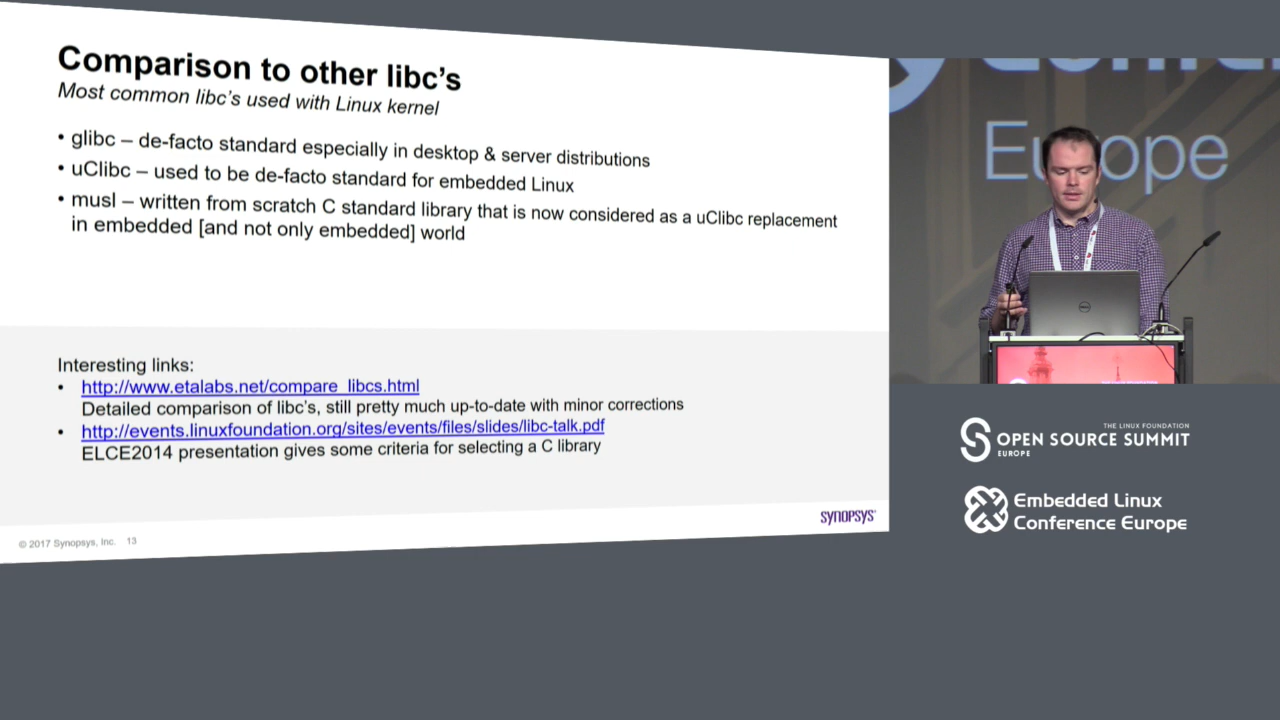 Comparison to other libc's
Most common libc's used with Linux kernel
• glibc – de-facto standard especially in desktop & server distributions
• uClibc – used to be de-facto standard for embedded Linux
• musl – written from scratch C standard library that is now considered as a uClibc replacement
in embedded [and not only embedded] world
Interesting links:
• http://www.etalabs.net/compare_libcs.html
Detailed comparison of libc's, still pretty much up-to-date with minor corrections
• http://events.linuxfoundation.org/sites/events/files/slides/libc-talk.pdf
ELCE2014 presentation gives some criteria for selecting a C library
SYNOPSYS
© 2017 Synopsys, Inc. 13
Europe
THE LINUX FOUNDATION
OPEN SOURCE SUMMIT
EUROPE
Embedded Linux
Conference Europe